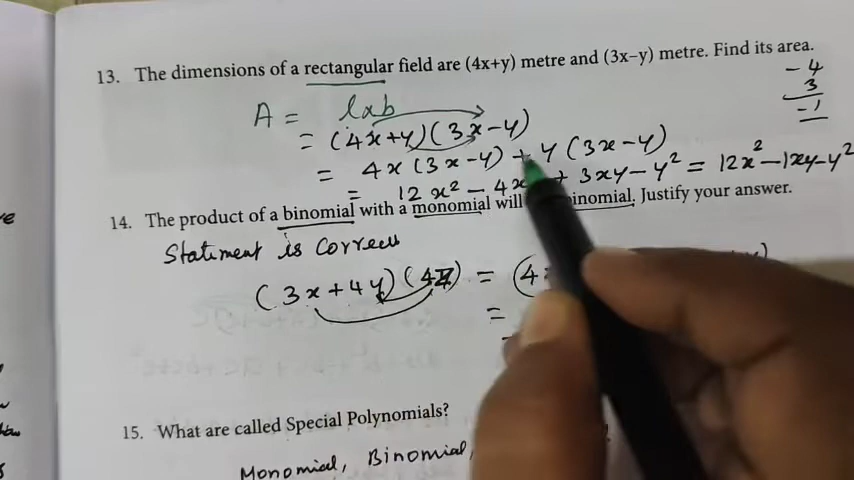 13. The dimensions of a rectangular field are (4x+y) metre and (3x–y) metre. Find its area.
A = l x b
= (4x+y)(3x-y)
= 4x(3x-y) + y(3x-y)
= 12x² - 4x + 3xy - y² = 12x² - 1xy - y²
- 4
3
-1
14. The product of a binomial with a monomial will inomial. Justify your answer.
Statement is Correct
(3x+4y)(4 = (4
=
15. What are called Special Polynomials?
Monomial, Binomial,